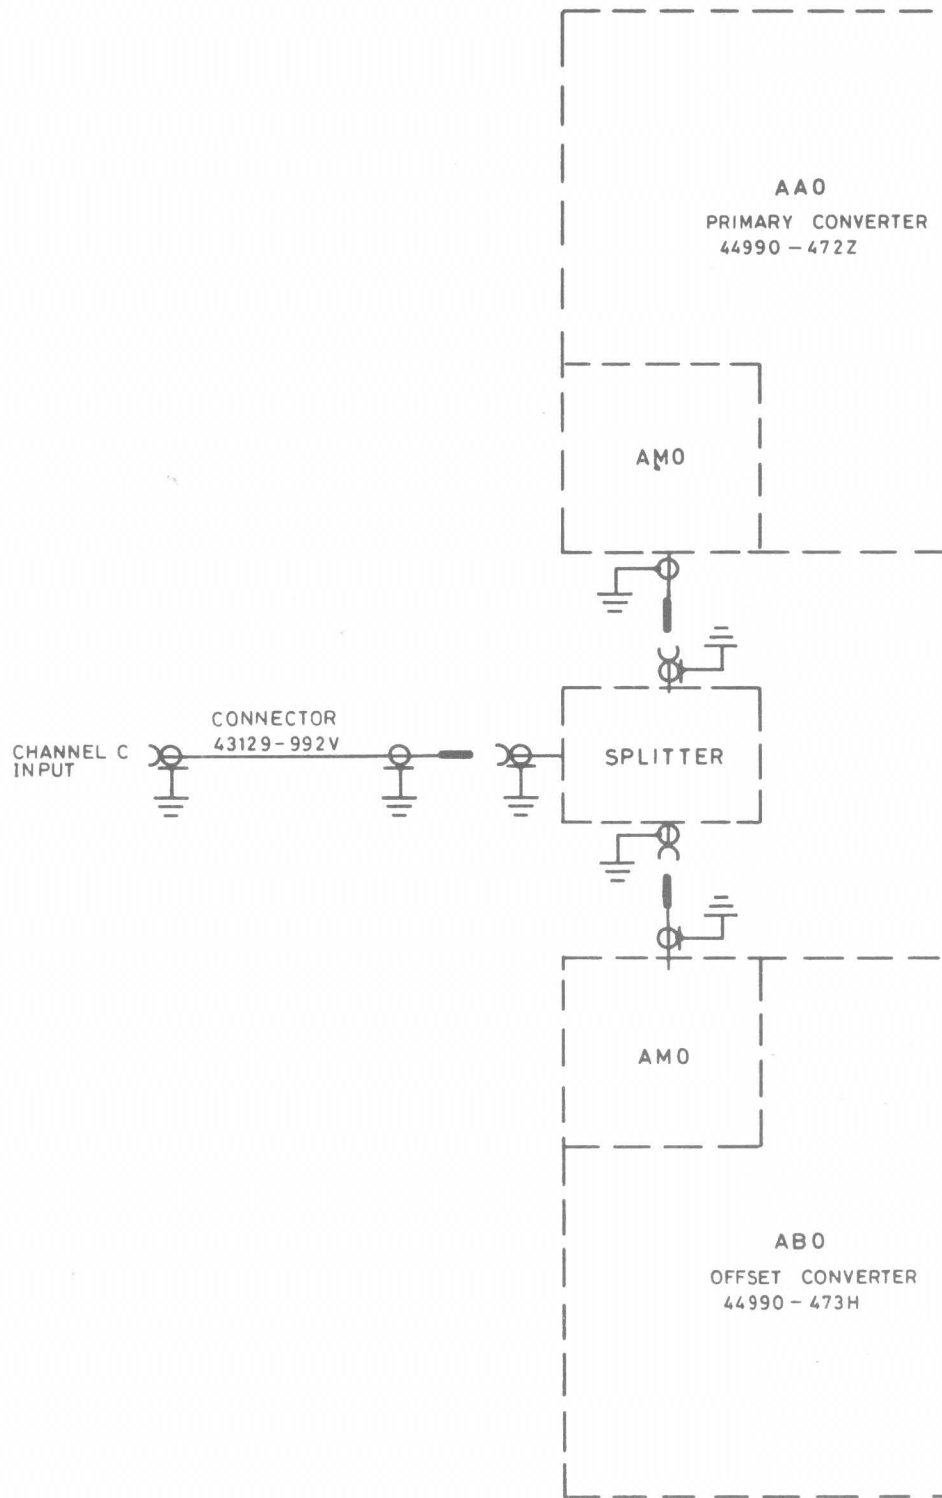 AA0
PRIMARY CONVERTER
44990-472Z
AM0
CONNECTOR
43129-992V
CHANNEL C
INPUT
SPLITTER
AM0
AB0
OFFSET CONVERTER
44990-473H